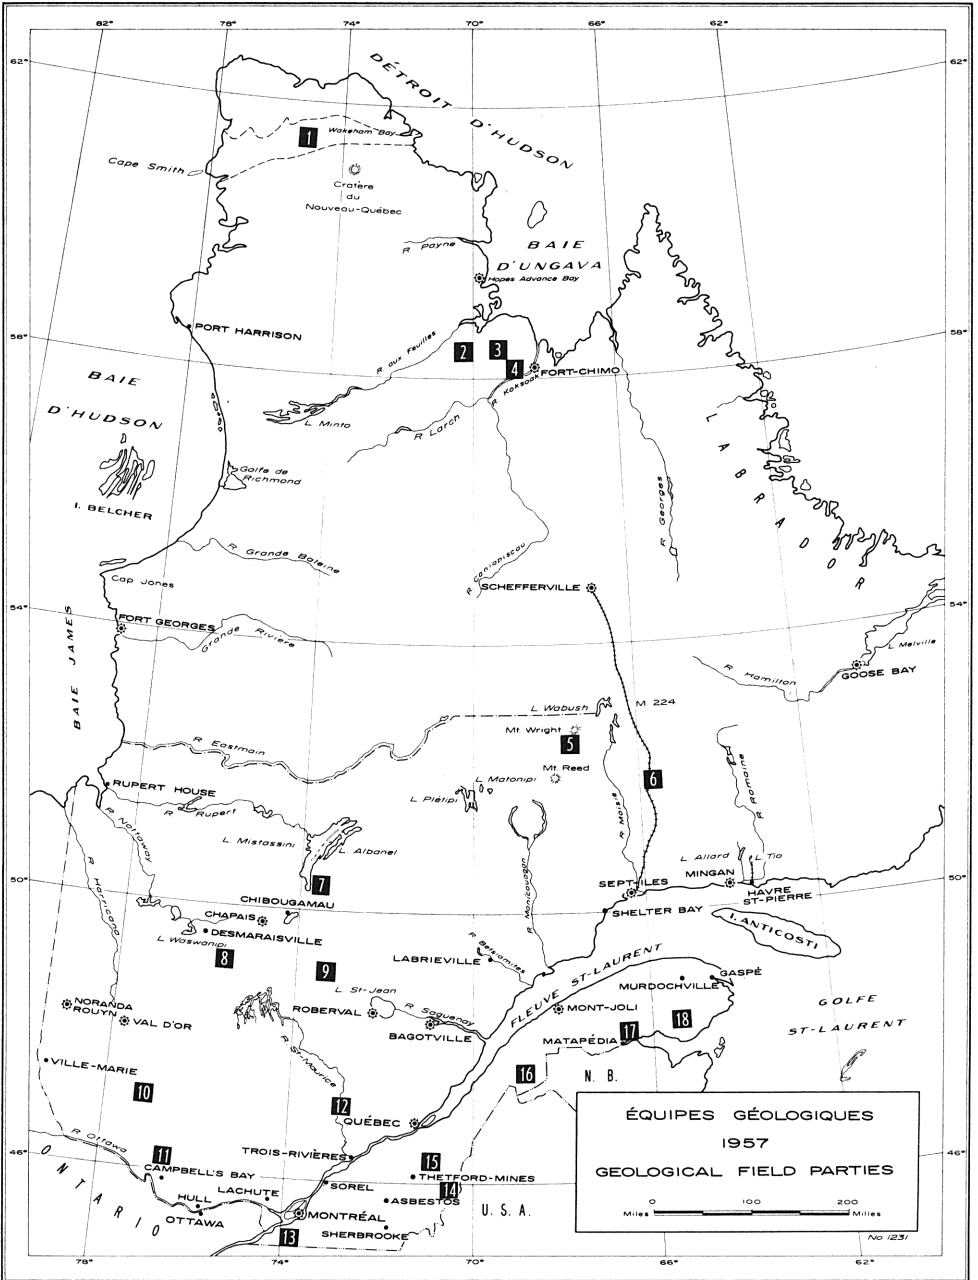 82°
78°
74°
70°
66°
62°
62°
62°
DÉTROIT D'HUDSON
1
Wakeham Bay
Cape Smith
Cratère
du
Nouveau-Québec
R. Payne
BAIE
D'UNGAVA
Hopes Advance Bay
58°
58°
PORT HARRISON
2
3
4
R. aux Feuilles
FORT-CHIMO
R. Koksoak
BAIE
D'HUDSON
L. Minto
R. Larch
LABRADOR
Golfe de
Richmond
I. BELCHER
R. Georges
R. Grande Baleine
R. Caniapiscau
Cap Jones
SCHEFFERVILLE
54°
54°
FORT GEORGES
Grande Rivière
BAIE JAMES
L. Melville
R. Hamilton
GOOSE BAY
L. Wabush
M. 224
Mt. Wright
5
R. Eastmain
Mt. Reed
6
L. Matonipi
RUPERT HOUSE
L. Plétipi
R. Rupert
R. Moisie
R. Romaine
R. Nottaway
L. Mistassini
L. Albanel
R. Harricana
R. Manicouagan
L. Allard
L. Tio
50°
50°
7
SEPT-ILES
MINGAN
HAVRE
ST-PIERRE
CHIBOUGAMAU
CHAPAIS
SHELTER BAY
I. ANTICOSTI
DESMARAISVILLE
L. Waswanipi
8
9
R. Betsiamites
LABRIEVILLE
FLEUVE ST-LAURENT
GASPÉ
MURDOCHVILLE
L. St-Jean
NORANDA
ROUYN
VAL D'OR
ROBERVAL
R. Saguenay
BAGOTVILLE
MONT-JOLI
18
GOLFE
ST-LAURENT
17
MATAPÉDIA
R. St-Maurice
VILLE-MARIE
16
N. B.
10
12
QUÉBEC
R. Ottawa
46°
46°
11
TROIS-RIVIÈRES
15
CAMPBELL'S BAY
THETFORD-MINES
14
ONTARIO
LACHUTE
SOREL
ASBESTOS
HULL
OTTAWA
MONTRÉAL
U. S. A.
SHERBROOKE
13
ÉQUIPES GÉOLOGIQUES
1957
GEOLOGICAL FIELD PARTIES
0 100 200
Miles Milles
No 1231
78°
74°
70°
66°
62°